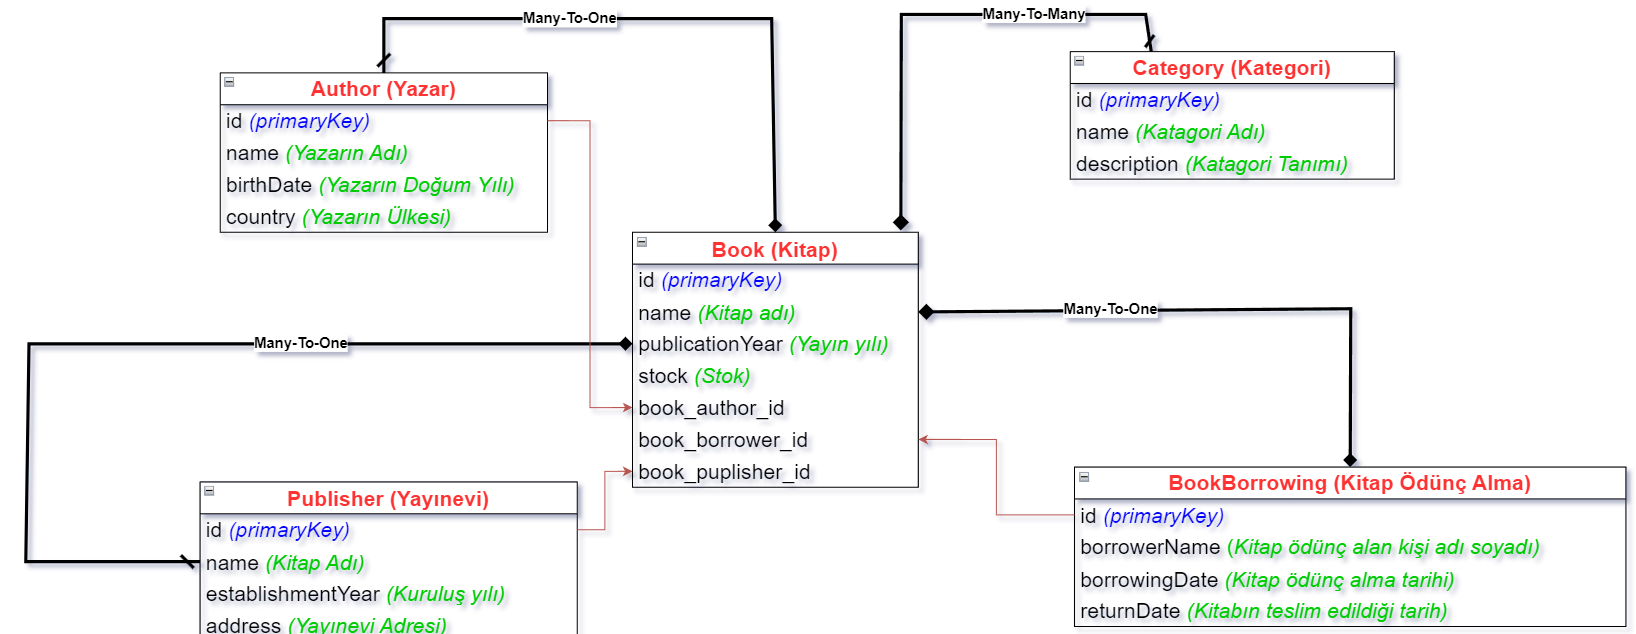 Many-To-One
Many-To-Many
Author (Yazar)
id (primaryKey)
name (Yazarın Adı)
birthDate (Yazarın Doğum Yılı)
country (Yazarın Ülkesi)
Category (Kategori)
id (primaryKey)
name (Katagori Adı)
description (Katagori Tanımı)
Book (Kitap)
id (primaryKey)
name (Kitap adı)
publicationYear (Yayın yılı)
stock (Stok)
book_author_id
book_borrower_id
book_puplisher_id
Many-To-One
Many-To-One
Publisher (Yayınevi)
id (primaryKey)
name (Kitap Adı)
establishmentYear (Kuruluş yılı)
address (Yayınevi Adresi)
BookBorrowing (Kitap Ödünç Alma)
id (primaryKey)
borrowerName (Kitap ödünç alan kişi adı soyadı)
borrowingDate (Kitap ödünç alma tarihi)
returnDate (Kitabın teslim edildiği tarih)